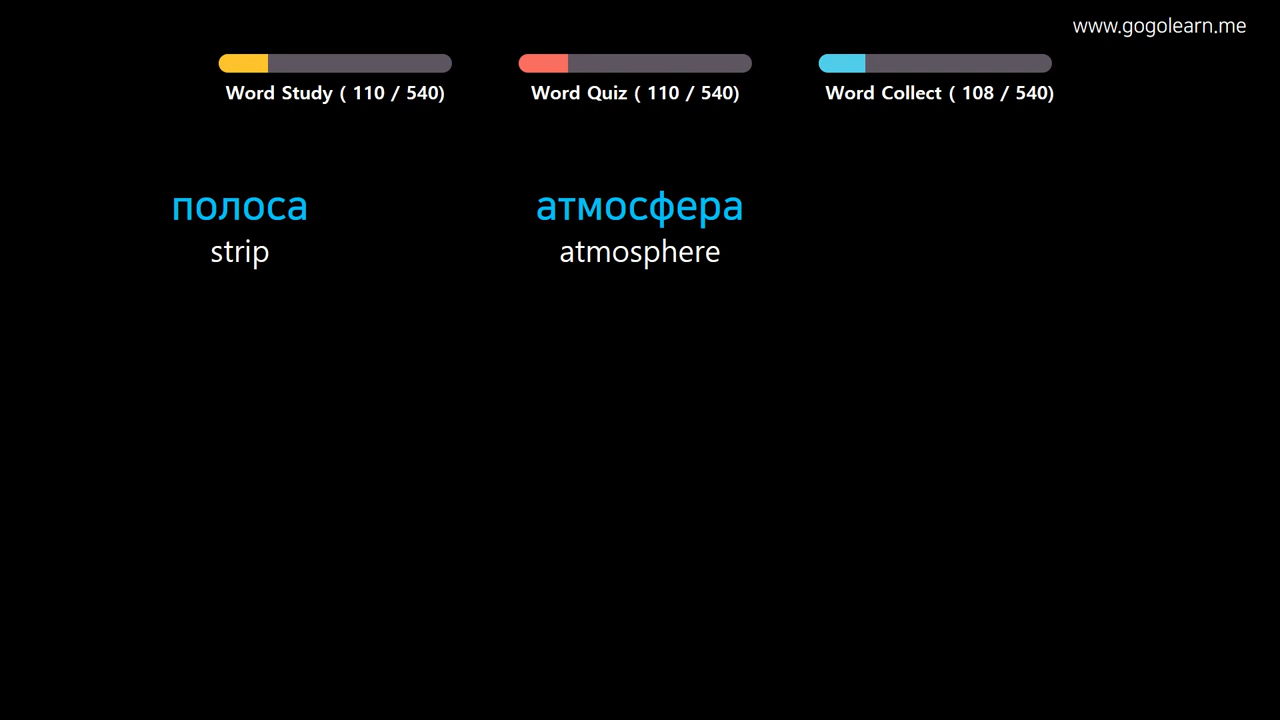 www.gogolearn.me
Word Study ( 110 / 540)
Word Quiz ( 110 / 540)
Word Collect ( 108 / 540)
полоса
strip
атмосфера
atmosphere